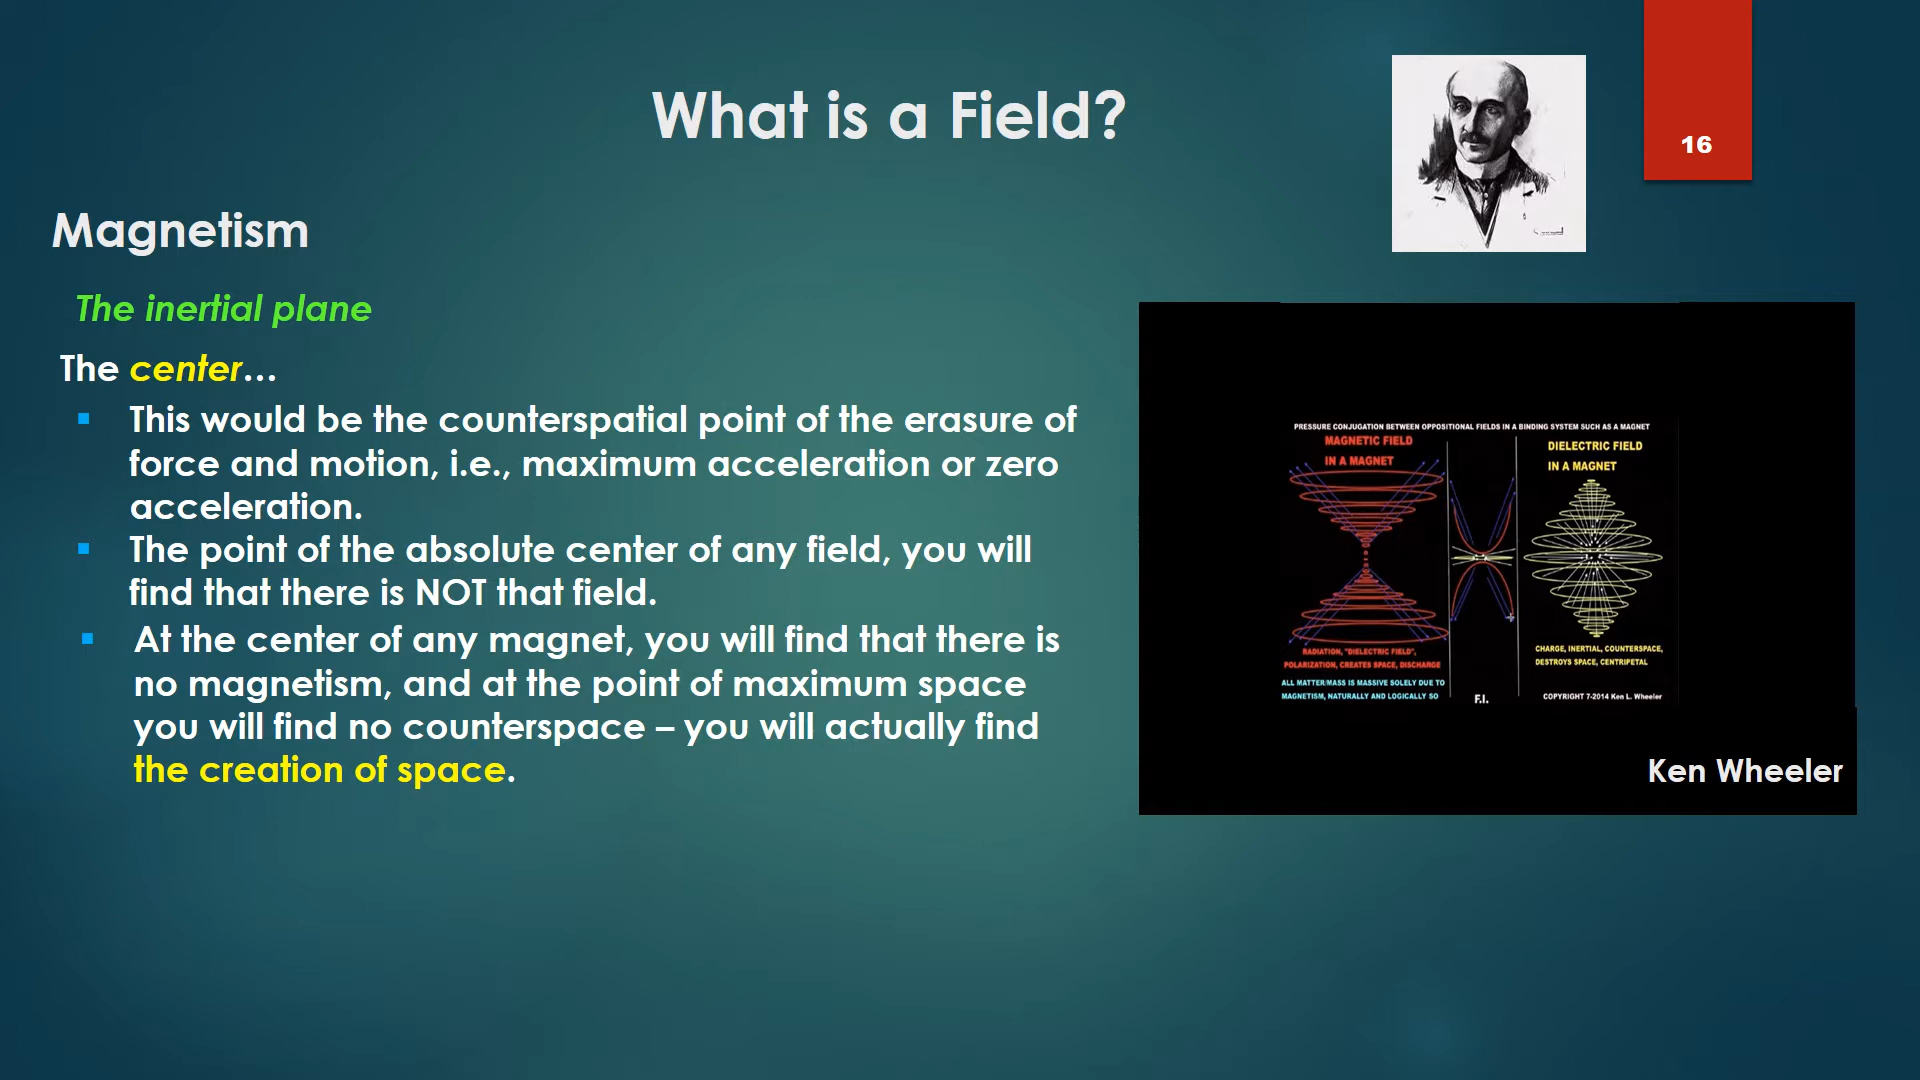 What is a Field?
16
Magnetism
The inertial plane
The center...
This would be the counterspatial point of the erasure of
force and motion, i.e., maximum acceleration or zero
acceleration.
The point of the absolute center of any field, you will
find that there is NOT that field.
At the center of any magnet, you will find that there is
no magnetism, and at the point of maximum space
you will find no counterspace – you will actually find
the creation of space.
PRESSURE CONJUGATION BETWEEN OPPOSITIONAL FIELDS IN A BINDING SYSTEM SUCH AS A MAGNET
MAGNETIC FIELD
IN A MAGNET
DIELECTRIC FIELD
IN A MAGNET
RADIATION, "DIELECTRIC FIELD",
POLARIZATION, CREATES SPACE, DISCHARGE
CHARGE, INERTIAL, COUNTERSPACE,
DESTROYS SPACE, CENTRIPETAL
ALL MATTER/MASS IS MASSIVE SOLELY DUE TO
MAGNETISM, NATURALLY AND LOGICALLY SO
F.I.
COPYRIGHT 7-2014 Ken L. Wheeler
Ken Wheeler